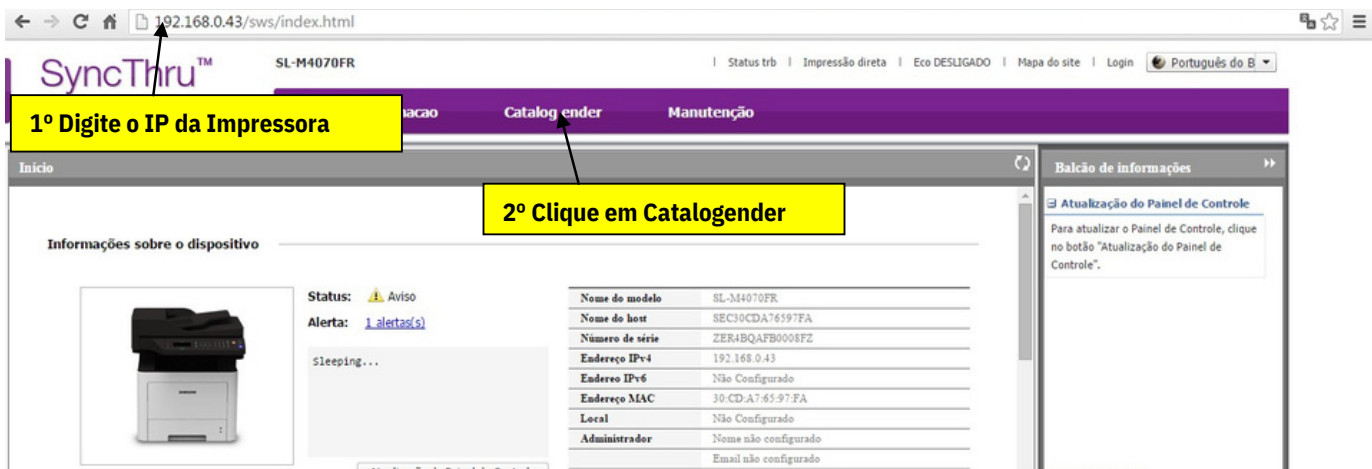 192.168.0.43/sws/index.html
SyncThru™
SL-M4070FR
Status trb | Impressão direta | Eco DESLIGADO | Mapa do site | Login Português do B
1º Digite o IP da Impressora
Catalog ender
Manutenção
Início
Balcão de informações
2º Clique em Catalogender
Atualização do Painel de Controle
Para atualizar o Painel de Controle, clique
no botão "Atualização do Painel de
Controle".
Informações sobre o dispositivo
Status: Aviso
Alerta: 1 alertas(s)
Sleeping...
Nome do modelo SL-M4070FR
Nome do host SEC30CDA76597FA
Número de série ZER4BQAFB0008FZ
Endereço IPv4 192.168.0.43
Endereo IPv6 Não Configurado
Endereço MAC 30:CD:A7:65:97:FA
Local Não Configurado
Administrador Nome não configurado
Email não configurado